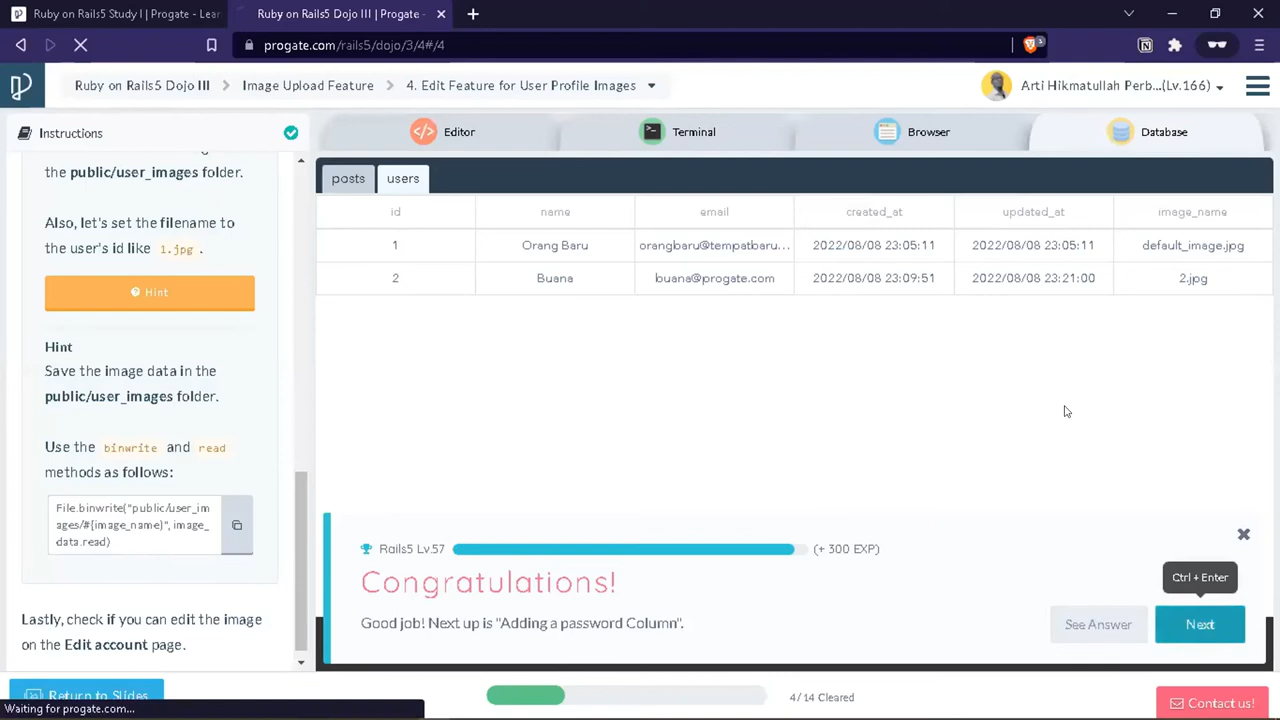 Ruby on Rails5 Study I | Progate - Lear
Ruby on Rails5 Dojo III | Progate -
progate.com/rails5/dojo/3/4#/4
Ruby on Rails5 Dojo III
Image Upload Feature
4. Edit Feature for User Profile Images
Arti Hikmatullah Perb...(Lv.166)
Instructions
Editor
Terminal
Browser
Database
the public/user_images folder.
Also, let's set the filename to
the user's id like 1.jpg .
Hint
Hint
Save the image data in the
public/user_images folder.
Use the binwrite and read
methods as follows:
File.binwrite("public/user_im
ages/#{image_name}", image_
data.read)
Lastly, check if you can edit the image
on the Edit account page.
posts
users
id name email created_at updated_at image_name
1 Orang Baru orangbaru@tempatbaru... 2022/08/08 23:05:11 2022/08/08 23:05:11 default_image.jpg
2 Buana buana@progate.com 2022/08/08 23:09:51 2022/08/08 23:21:00 2.jpg
Rails5 Lv.57
(+ 300 EXP)
Congratulations!
Ctrl + Enter
Good job! Next up is "Adding a password Column".
See Answer
Next
Return to Slides
4/14 Cleared
Contact us!
Waiting for progate.com...